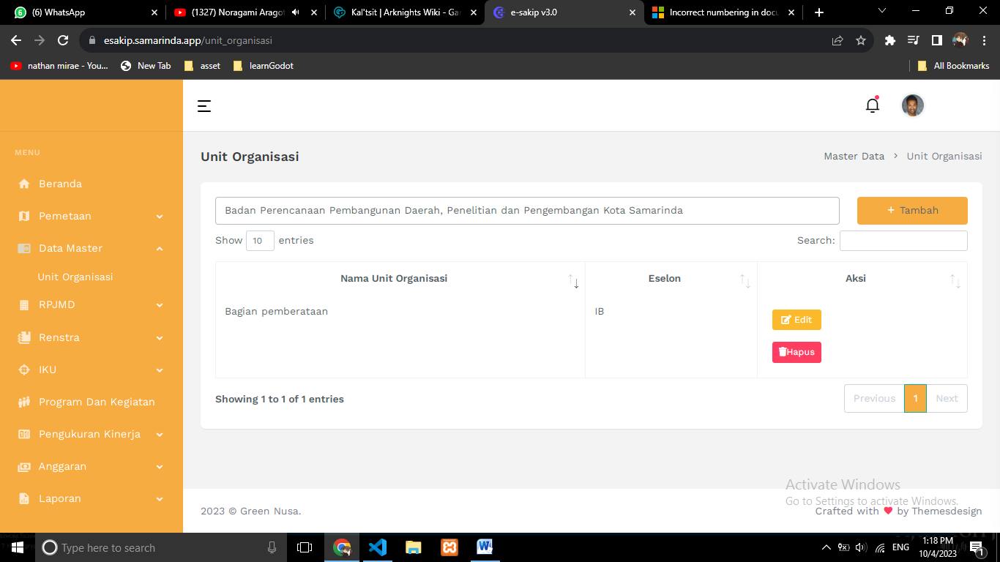 (6) WhatsApp
(1327) Noragami Arago
Kal'tsit | Arknights Wiki - Ga
e-sakip v3.0
Incorrect numbering in docu
esakip.samarinda.app/unit_organisasi
nathan mirae - You...
New Tab
asset
learnGodot
All Bookmarks
MENU
Beranda
Pemetaan
Data Master
Unit Organisasi
RPJMD
Renstra
IKU
Program Dan Kegiatan
Pengukuran Kinerja
Anggaran
Laporan
Unit Organisasi
Master Data > Unit Organisasi
Badan Perencanaan Pembangunan Daerah, Penelitian dan Pengembangan Kota Samarinda
+ Tambah
Show 10 entries
Search:
Nama Unit Organisasi
Eselon
Aksi
Bagian pemberataan
IB
Edit
Hapus
Showing 1 to 1 of 1 entries
Previous
1
Next
Activate Windows
Go to Settings to activate Windows.
2023 © Green Nusa.
Crafted with ❤ by Themesdesign
Type here to search
ENG
1:18 PM
10/4/2023
1